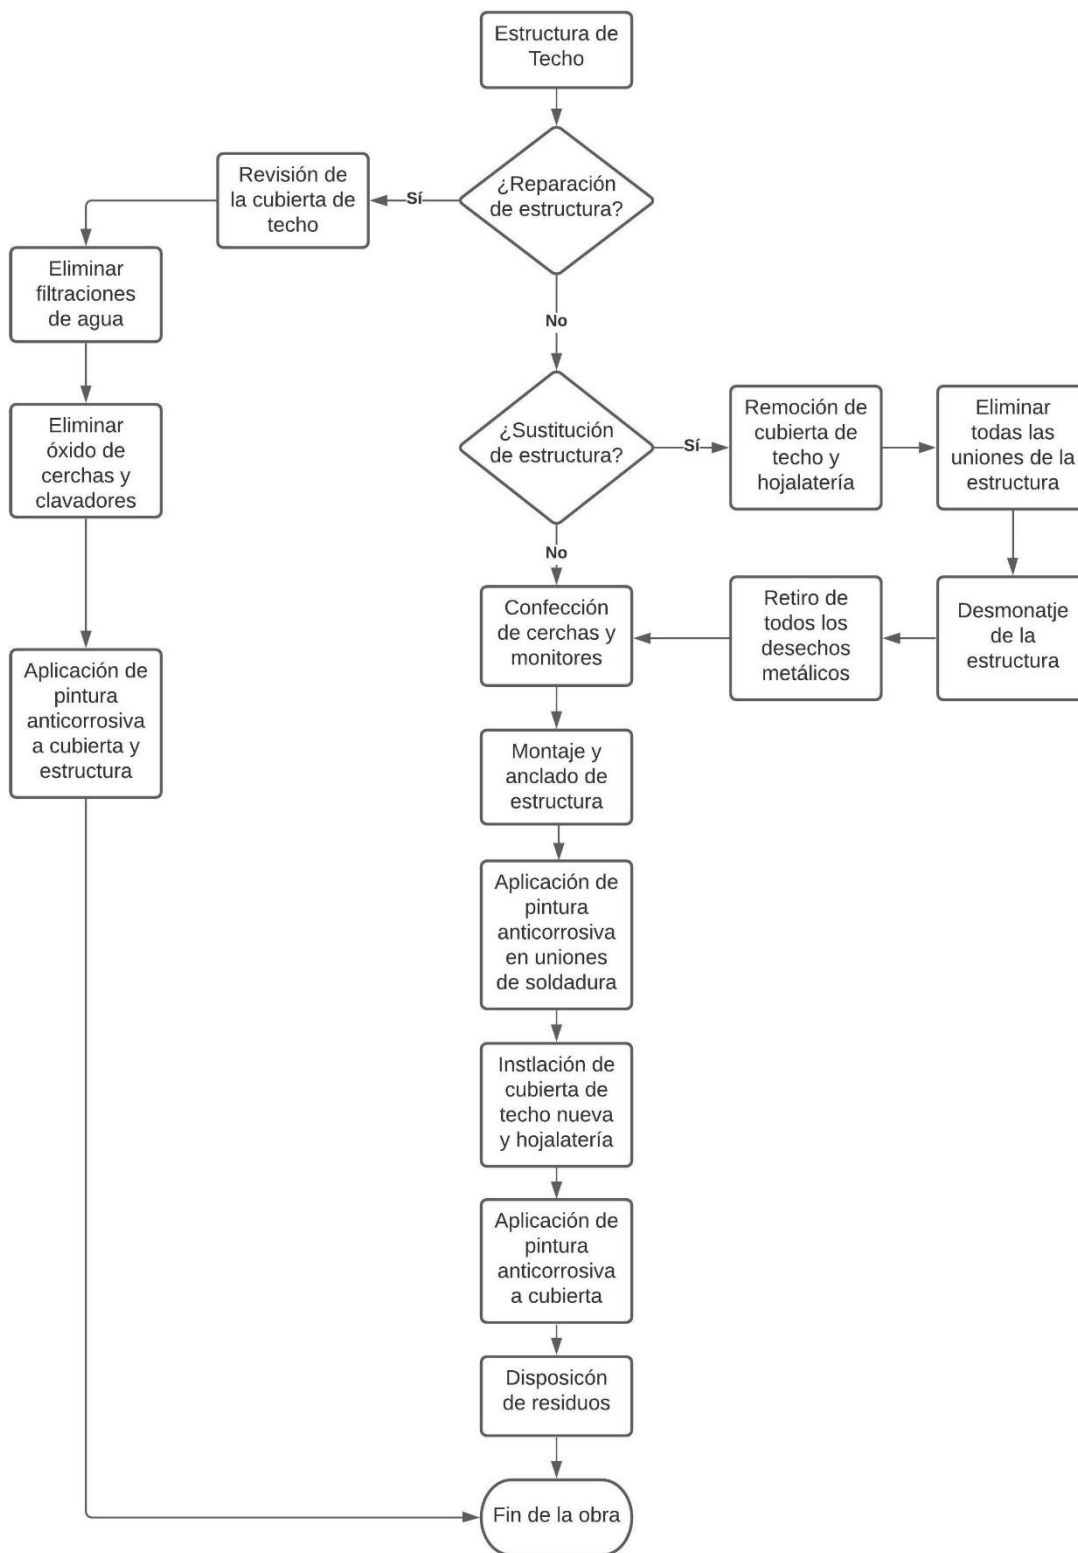 Estructura de
Techo
¿Reparación
de estructura?
Sí
Revisión de
la cubierta de
techo
Eliminar
filtraciones
de agua
Eliminar
óxido de
cerchas y
clavadores
Aplicación de
pintura
anticorrosiva
a cubierta y
estructura
No
¿Sustitución
de estructura?
Sí
Remoción de
cubierta de
techo y
hojalatería
Eliminar
todas las
uniones de la
estructura
Desmonatje
de la
estructura
Retiro de
todos los
desechos
metálicos
No
Confección
de cerchas y
monitores
Montaje y
anclado de
estructura
Aplicación de
pintura
anticorrosiva
en uniones
de soldadura
Instlación de
cubierta de
techo nueva
y hojalatería
Aplicación de
pintura
anticorrosiva
a cubierta
Disposicón
de residuos
Fin de la obra